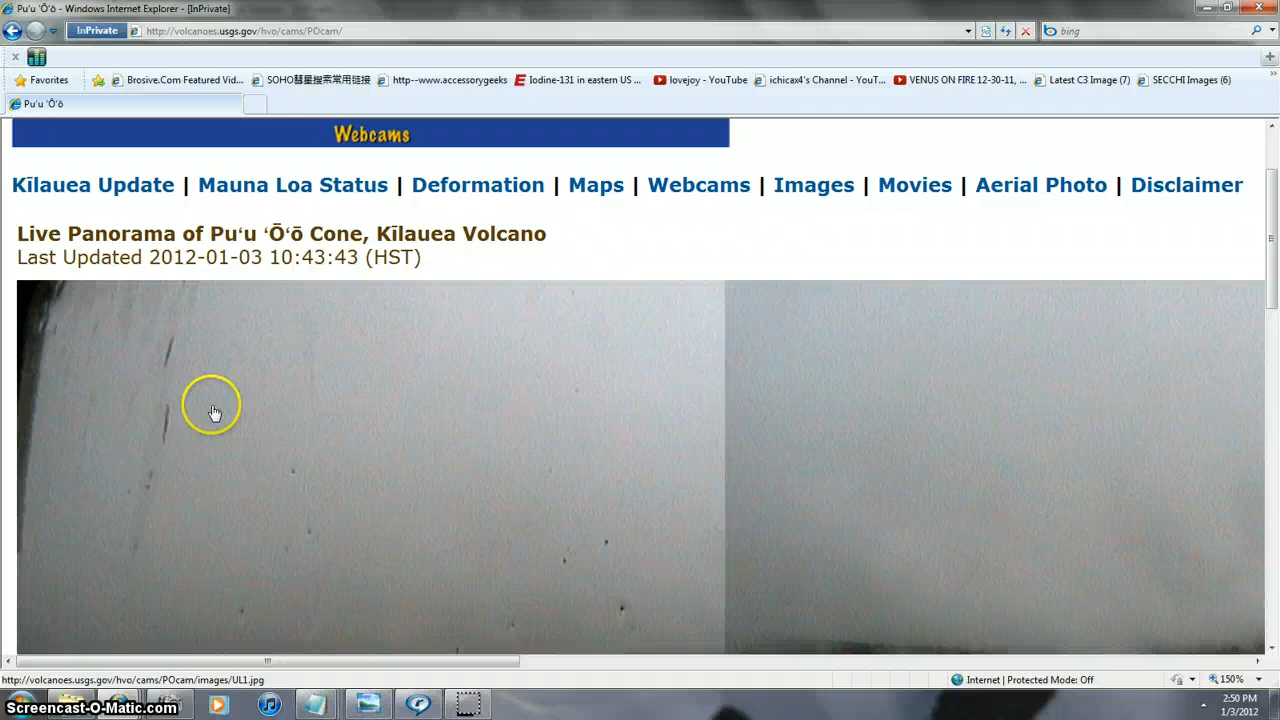 Pu'u 'Ō'ō - Windows Internet Explorer - [InPrivate]
InPrivate http://volcanoes.usgs.gov/hvo/cams/POcam/ bing
Favorites Brosive.Com Featured Vid... SOHO彗星搜索常用链接 http--www.accessorygeeks Iodine-131 in eastern US ... lovejoy - YouTube ichicax4's Channel - YouT... VENUS ON FIRE 12-30-11, ... Latest C3 Image (7) SECCHI Images (6)
Pu'u 'Ō'ō
Webcams
Kīlauea Update | Mauna Loa Status | Deformation | Maps | Webcams | Images | Movies | Aerial Photo | Disclaimer
Live Panorama of Puʻu ʻŌʻō Cone, Kīlauea Volcano
Last Updated 2012-01-03 10:43:43 (HST)
http://volcanoes.usgs.gov/hvo/cams/POcam/images/UL1.jpg Internet | Protected Mode: Off 150%
Screencast-O-Matic.com
2:50 PM
1/3/2012